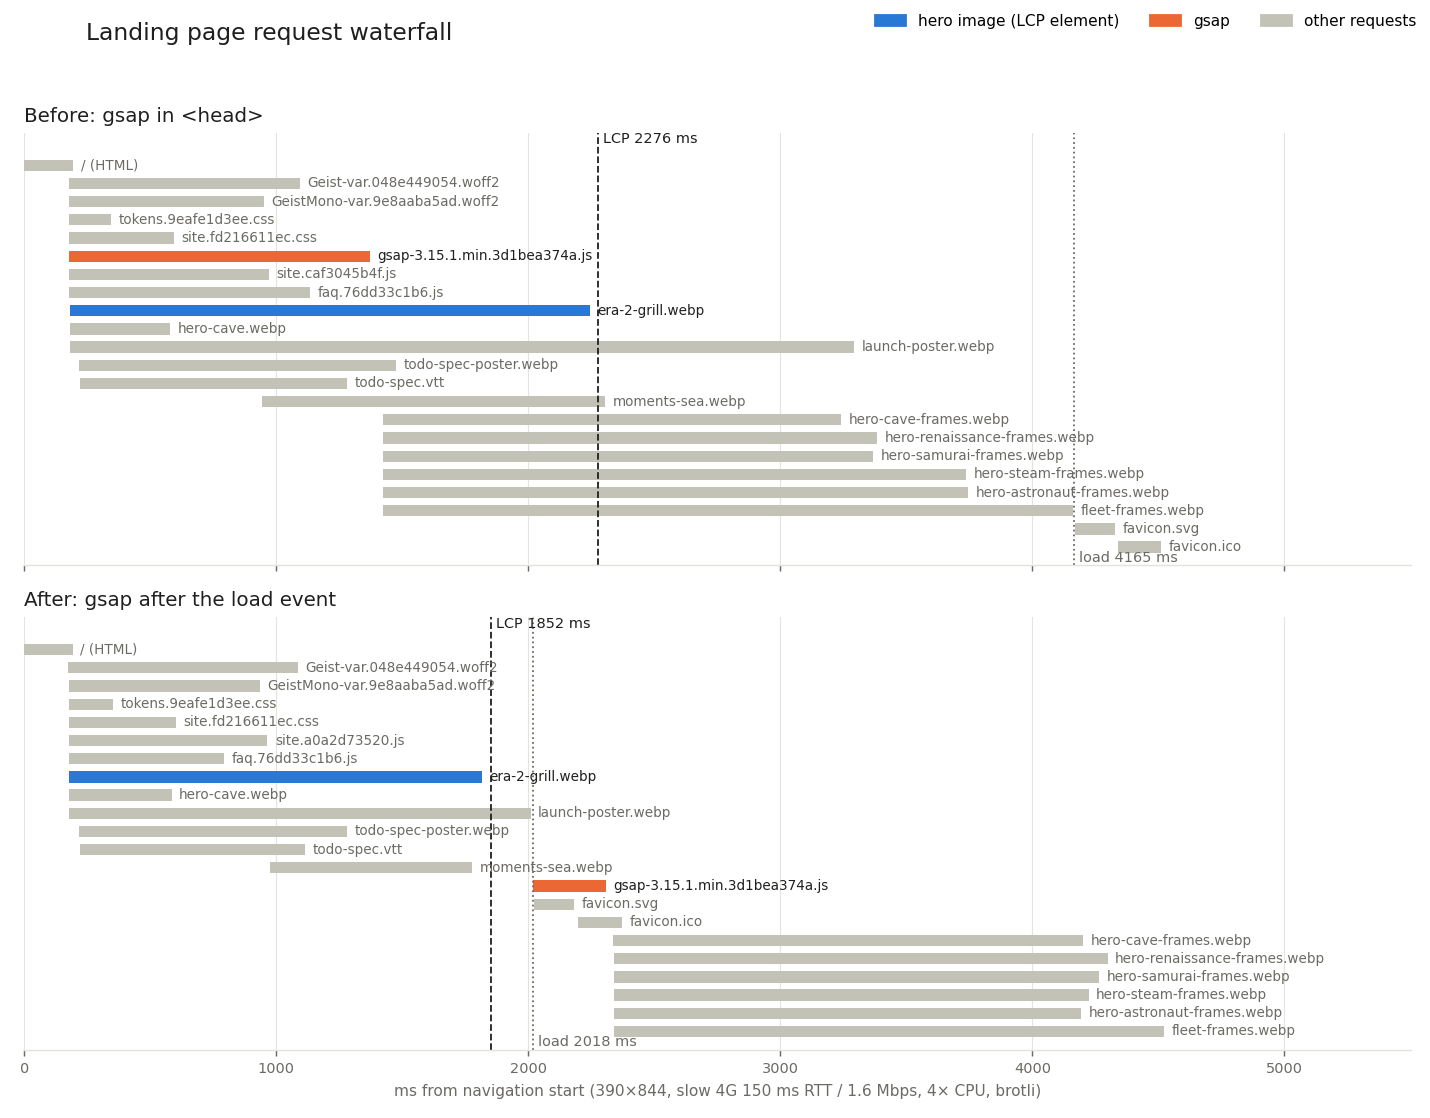 Landing page request waterfall
hero image (LCP element)
gsap
other requests
Before: gsap in <head>
LCP 2276 ms
/ (HTML)
Geist-var.048e449054.woff2
GeistMono-var.9e8aaba5ad.woff2
tokens.9eafe1d3ee.css
site.fd216611ec.css
gsap-3.15.1.min.3d1bea374a.js
site.caf3045b4f.js
faq.76dd33c1b6.js
era-2-grill.webp
hero-cave.webp
launch-poster.webp
todo-spec-poster.webp
todo-spec.vtt
moments-sea.webp
hero-cave-frames.webp
hero-renaissance-frames.webp
hero-samurai-frames.webp
hero-steam-frames.webp
hero-astronaut-frames.webp
fleet-frames.webp
favicon.svg
favicon.ico
load 4165 ms
After: gsap after the load event
LCP 1852 ms
/ (HTML)
Geist-var.048e449054.woff2
GeistMono-var.9e8aaba5ad.woff2
tokens.9eafe1d3ee.css
site.fd216611ec.css
site.a0a2d73520.js
faq.76dd33c1b6.js
era-2-grill.webp
hero-cave.webp
launch-poster.webp
todo-spec-poster.webp
todo-spec.vtt
moments-sea.webp
gsap-3.15.1.min.3d1bea374a.js
favicon.svg
favicon.ico
hero-cave-frames.webp
hero-renaissance-frames.webp
hero-samurai-frames.webp
hero-steam-frames.webp
hero-astronaut-frames.webp
fleet-frames.webp
load 2018 ms
0 1000 2000 3000 4000 5000
ms from navigation start (390×844, slow 4G 150 ms RTT / 1.6 Mbps, 4× CPU, brotli)